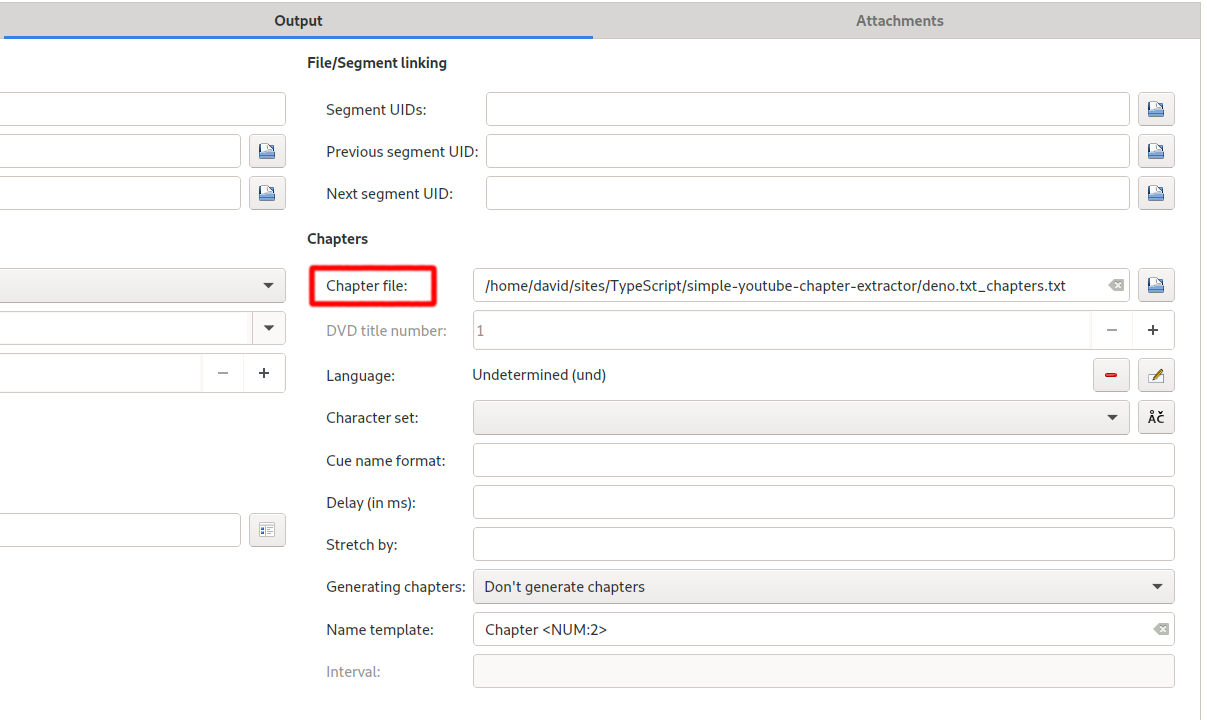 Output
Attachments
File/Segment linking
Segment UIDs:
Previous segment UID:
Next segment UID:
Chapters
Chapter file: /home/david/sites/TypeScript/simple-youtube-chapter-extractor/deno.txt_chapters.txt
DVD title number: 1
Language: Undetermined (und)
Character set: ÅČ
Cue name format:
Delay (in ms):
Stretch by:
Generating chapters: Don't generate chapters
Name template: Chapter <NUM:2>
Interval: